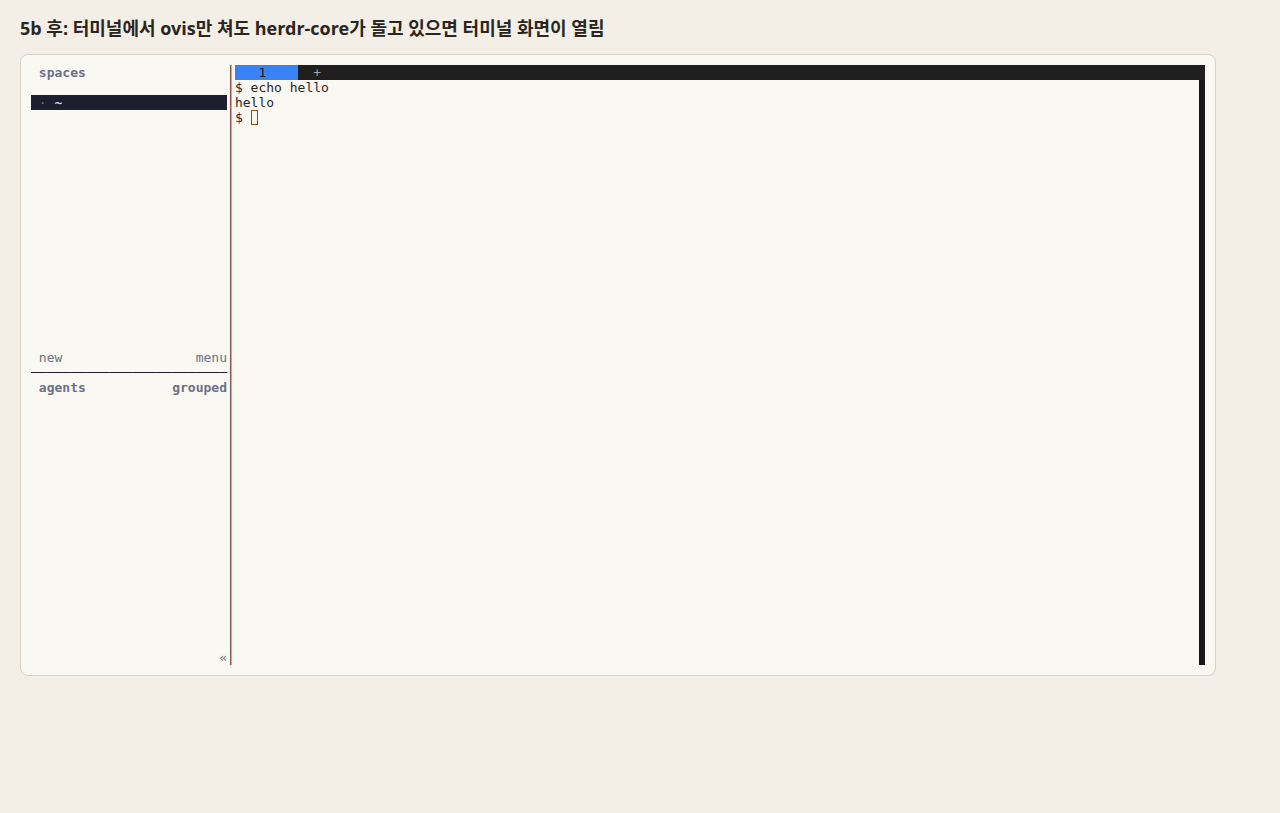 5b 후: 터미널에서 ovis만 쳐도 herdr-core가 돌고 있으면 터미널 화면이 열림
spaces
· ~
new menu
agents grouped
«
1 +
$ echo hello
hello
$